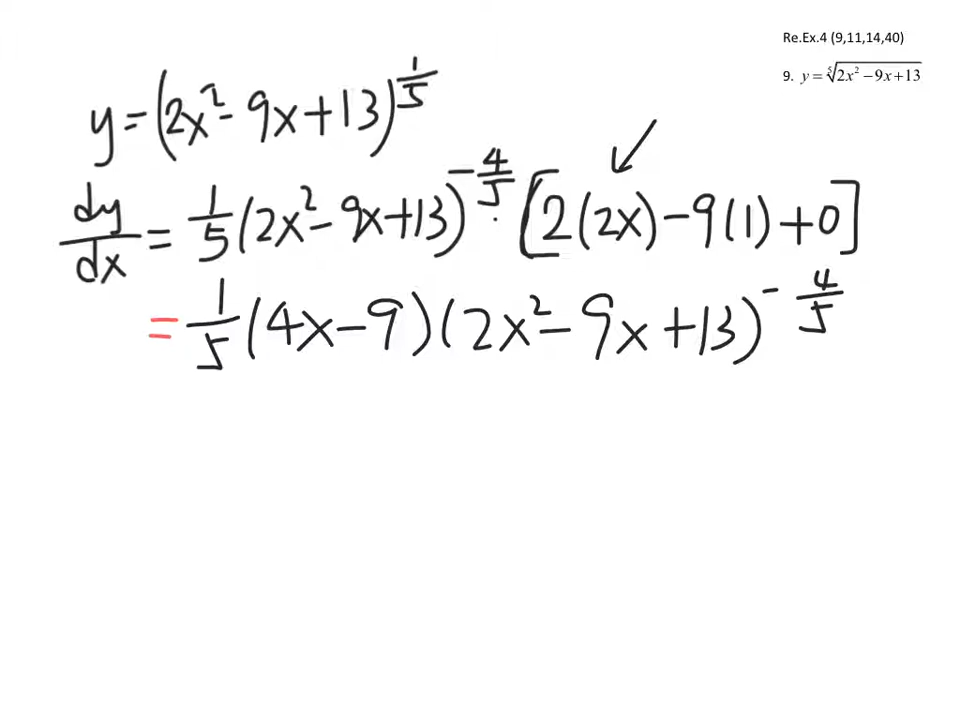 Re.Ex.4 (9,11,14,40)
9. y = ⁵√(2x² − 9x + 13)
y = (2x² − 9x + 13)^(1/5)
dy/dx = 1/5 (2x² − 9x + 13)^(−4/5) · [2(2x) − 9(1) + 0]
= 1/5 (4x − 9)(2x² − 9x + 13)^(−4/5)